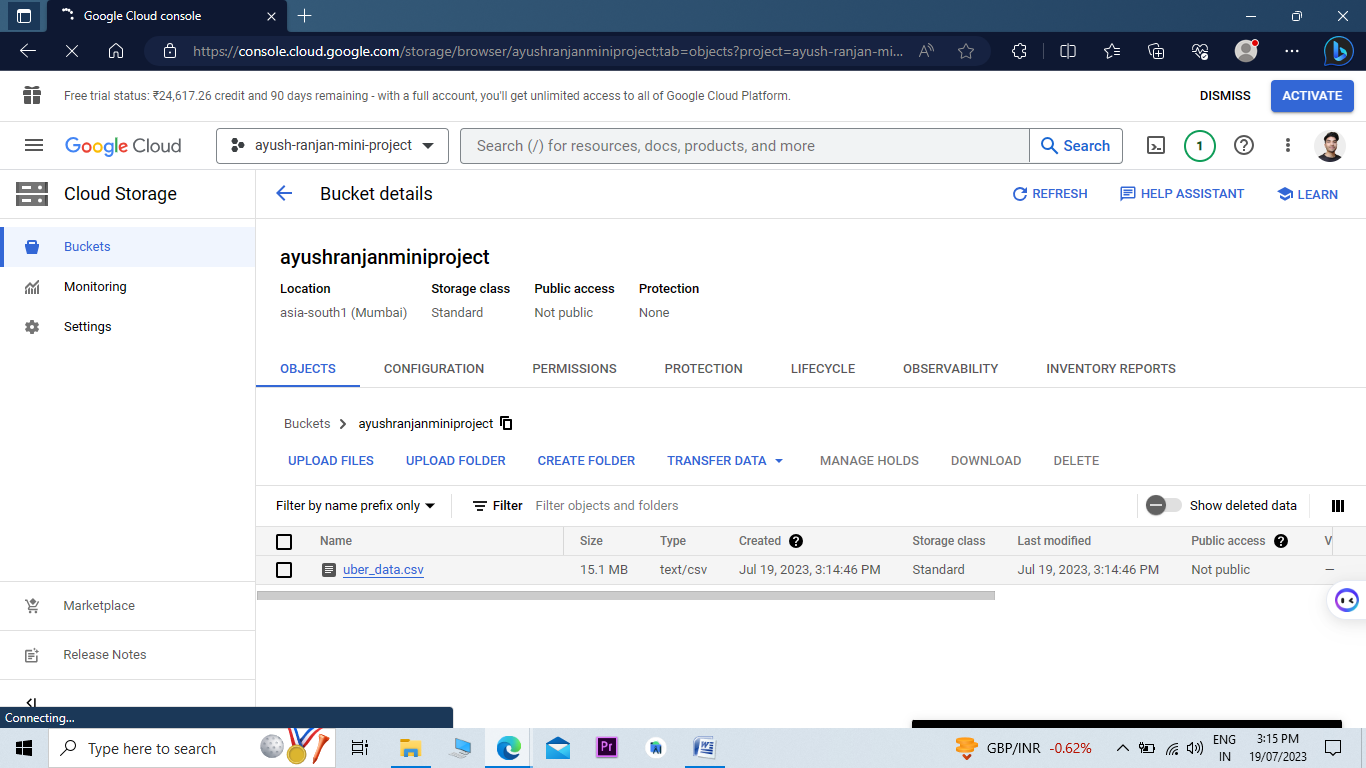 Google Cloud console
https://console.cloud.google.com/storage/browser/ayushranjanminiproject;tab=objects?project=ayush-ranjan-mi...
Free trial status: ₹24,617.26 credit and 90 days remaining - with a full account, you'll get unlimited access to all of Google Cloud Platform. DISMISS ACTIVATE
Google Cloud ayush-ranjan-mini-project Search (/) for resources, docs, products, and more Search 1
Cloud Storage Bucket details REFRESH HELP ASSISTANT LEARN
Buckets
Monitoring
Settings
ayushranjanminiproject
Location Storage class Public access Protection
asia-south1 (Mumbai) Standard Not public None
OBJECTS CONFIGURATION PERMISSIONS PROTECTION LIFECYCLE OBSERVABILITY INVENTORY REPORTS
Buckets > ayushranjanminiproject
UPLOAD FILES UPLOAD FOLDER CREATE FOLDER TRANSFER DATA MANAGE HOLDS DOWNLOAD DELETE
Filter by name prefix only Filter Filter objects and folders Show deleted data
Name Size Type Created Storage class Last modified Public access V
uber_data.csv 15.1 MB text/csv Jul 19, 2023, 3:14:46 PM Standard Jul 19, 2023, 3:14:46 PM Not public —
Marketplace
Release Notes
Connecting...
Type here to search Pr W GBP/INR -0.62% ENG 3:15 PM
IN 19/07/2023